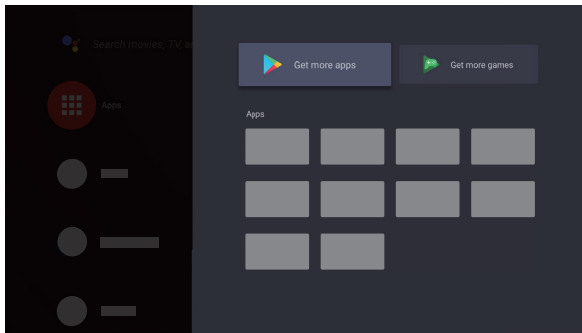 Search movies, TV, a
Get more apps
Get more games
Apps
Apps